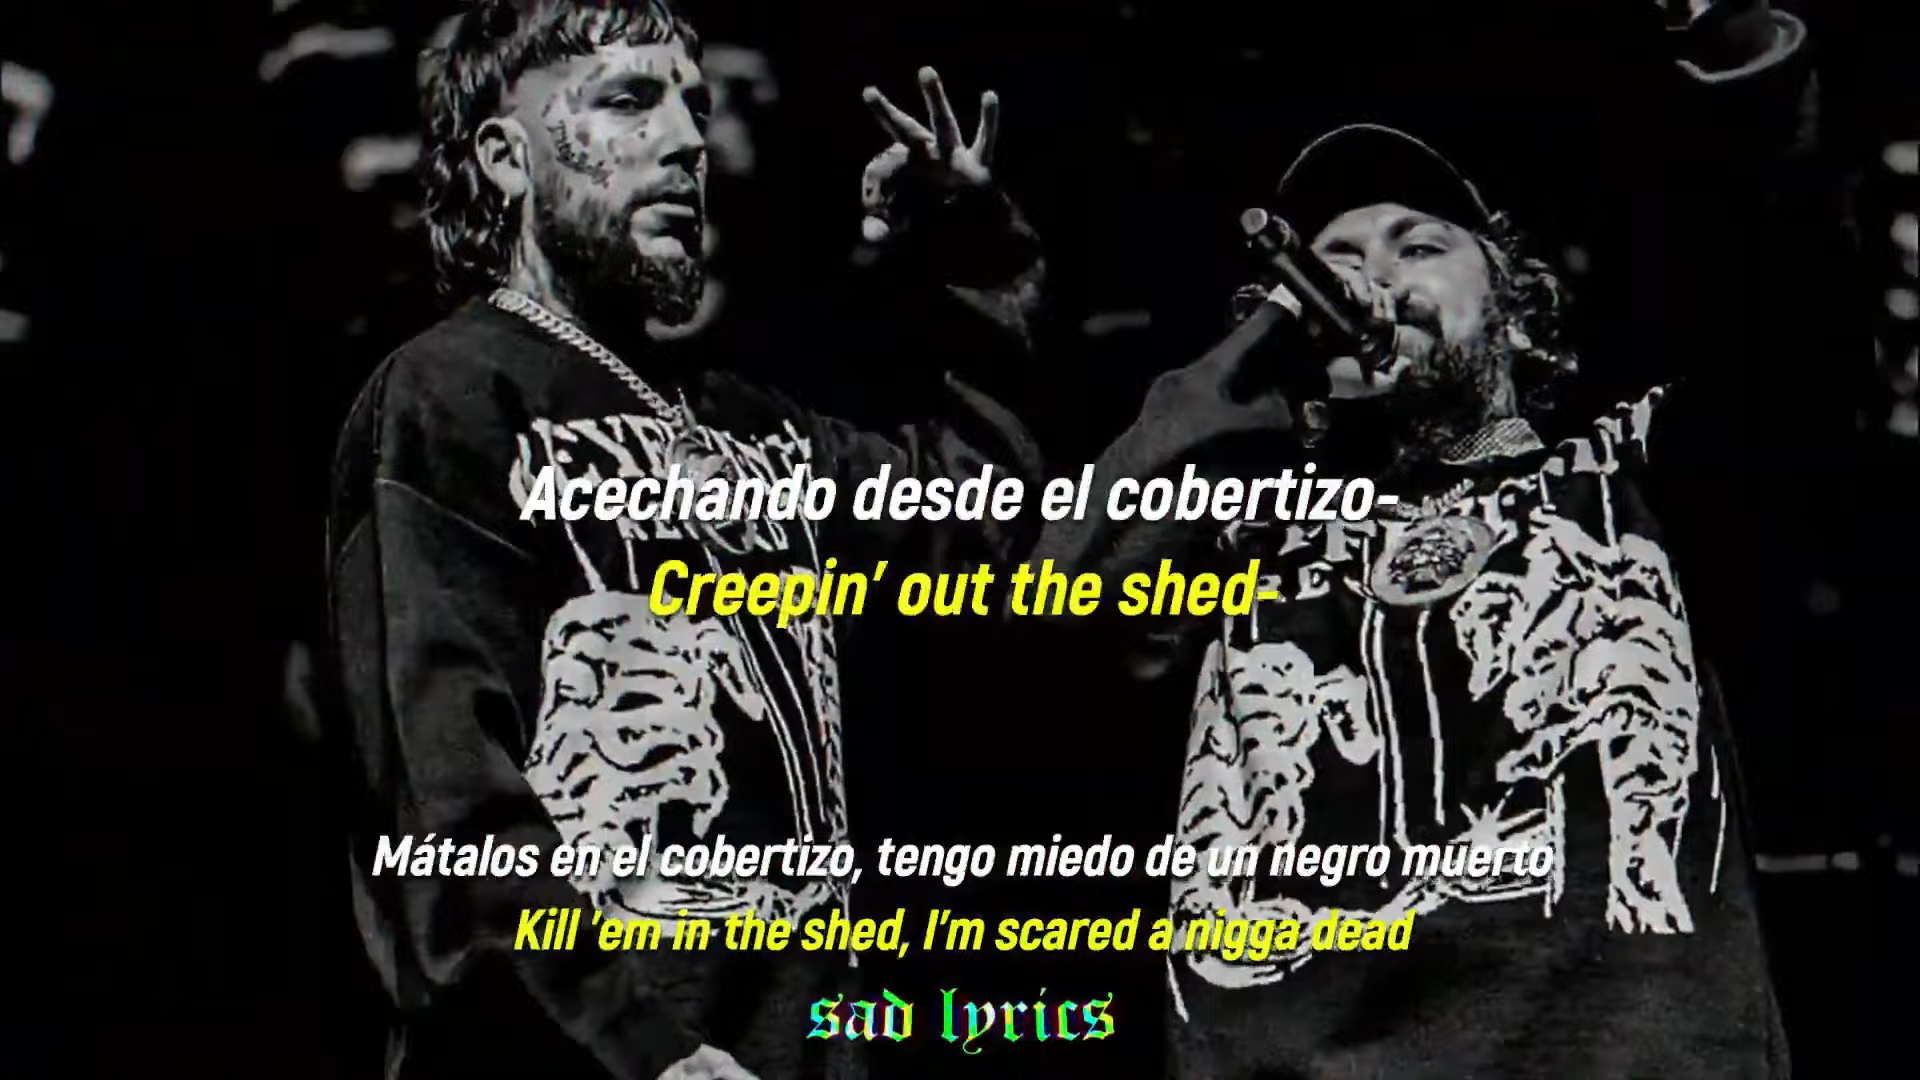 Acechando desde el cobertizo-
Creepin' out the shed-
Mátalos en el cobertizo, tengo miedo de un negro muerto
Kill 'em in the shed, I'm scared a nigga dead
sad lyrics